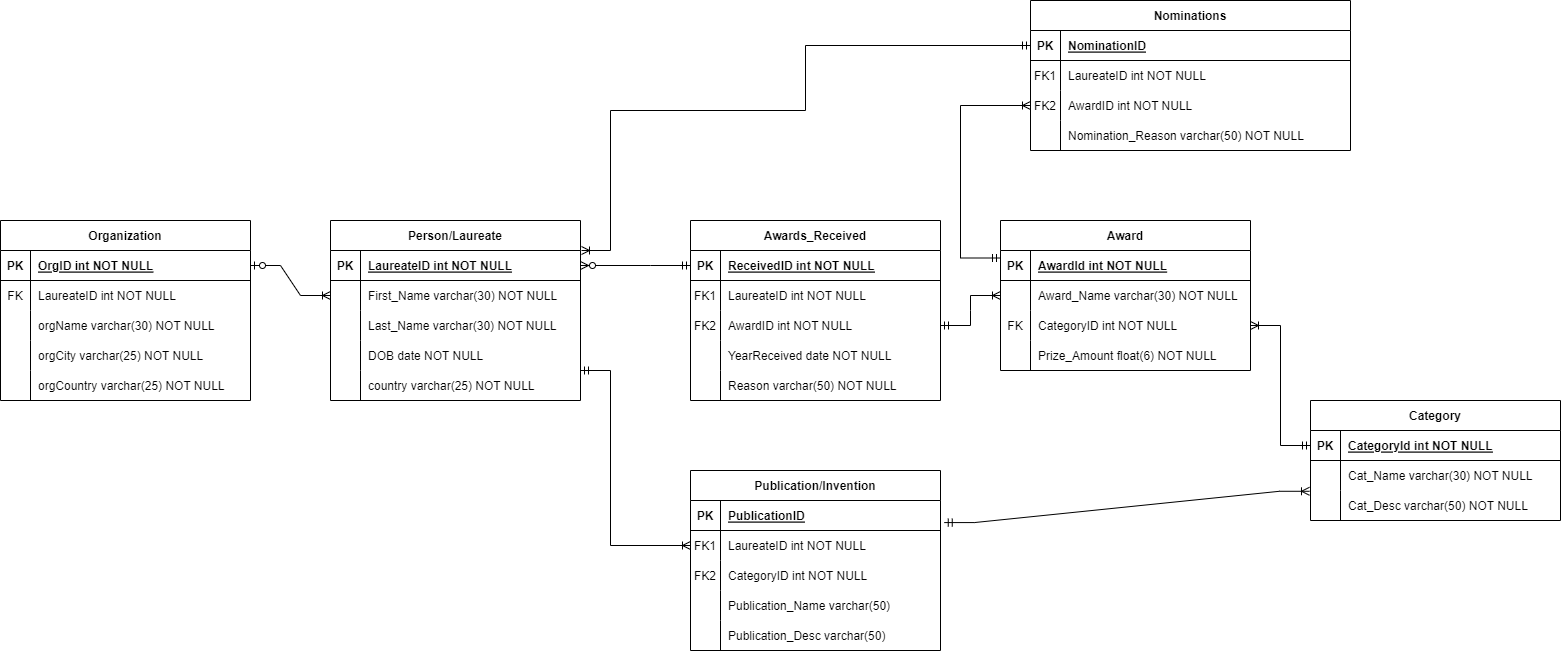 Nominations
PK NominationID
FK1 LaureateID int NOT NULL
FK2 AwardID int NOT NULL
Nomination_Reason varchar(50) NOT NULL
Organization
PK OrgID int NOT NULL
FK LaureateID int NOT NULL
orgName varchar(30) NOT NULL
orgCity varchar(25) NOT NULL
orgCountry varchar(25) NOT NULL
Person/Laureate
PK LaureateID int NOT NULL
First_Name varchar(30) NOT NULL
Last_Name varchar(30) NOT NULL
DOB date NOT NULL
country varchar(25) NOT NULL
Awards_Received
PK ReceivedID int NOT NULL
FK1 LaureateID int NOT NULL
FK2 AwardID int NOT NULL
YearReceived date NOT NULL
Reason varchar(50) NOT NULL
Award
PK AwardId int NOT NULL
Award_Name varchar(30) NOT NULL
FK CategoryID int NOT NULL
Prize_Amount float(6) NOT NULL
Category
PK CategoryId int NOT NULL
Cat_Name varchar(30) NOT NULL
Cat_Desc varchar(50) NOT NULL
Publication/Invention
PK PublicationID
FK1 LaureateID int NOT NULL
FK2 CategoryID int NOT NULL
Publication_Name varchar(50)
Publication_Desc varchar(50)